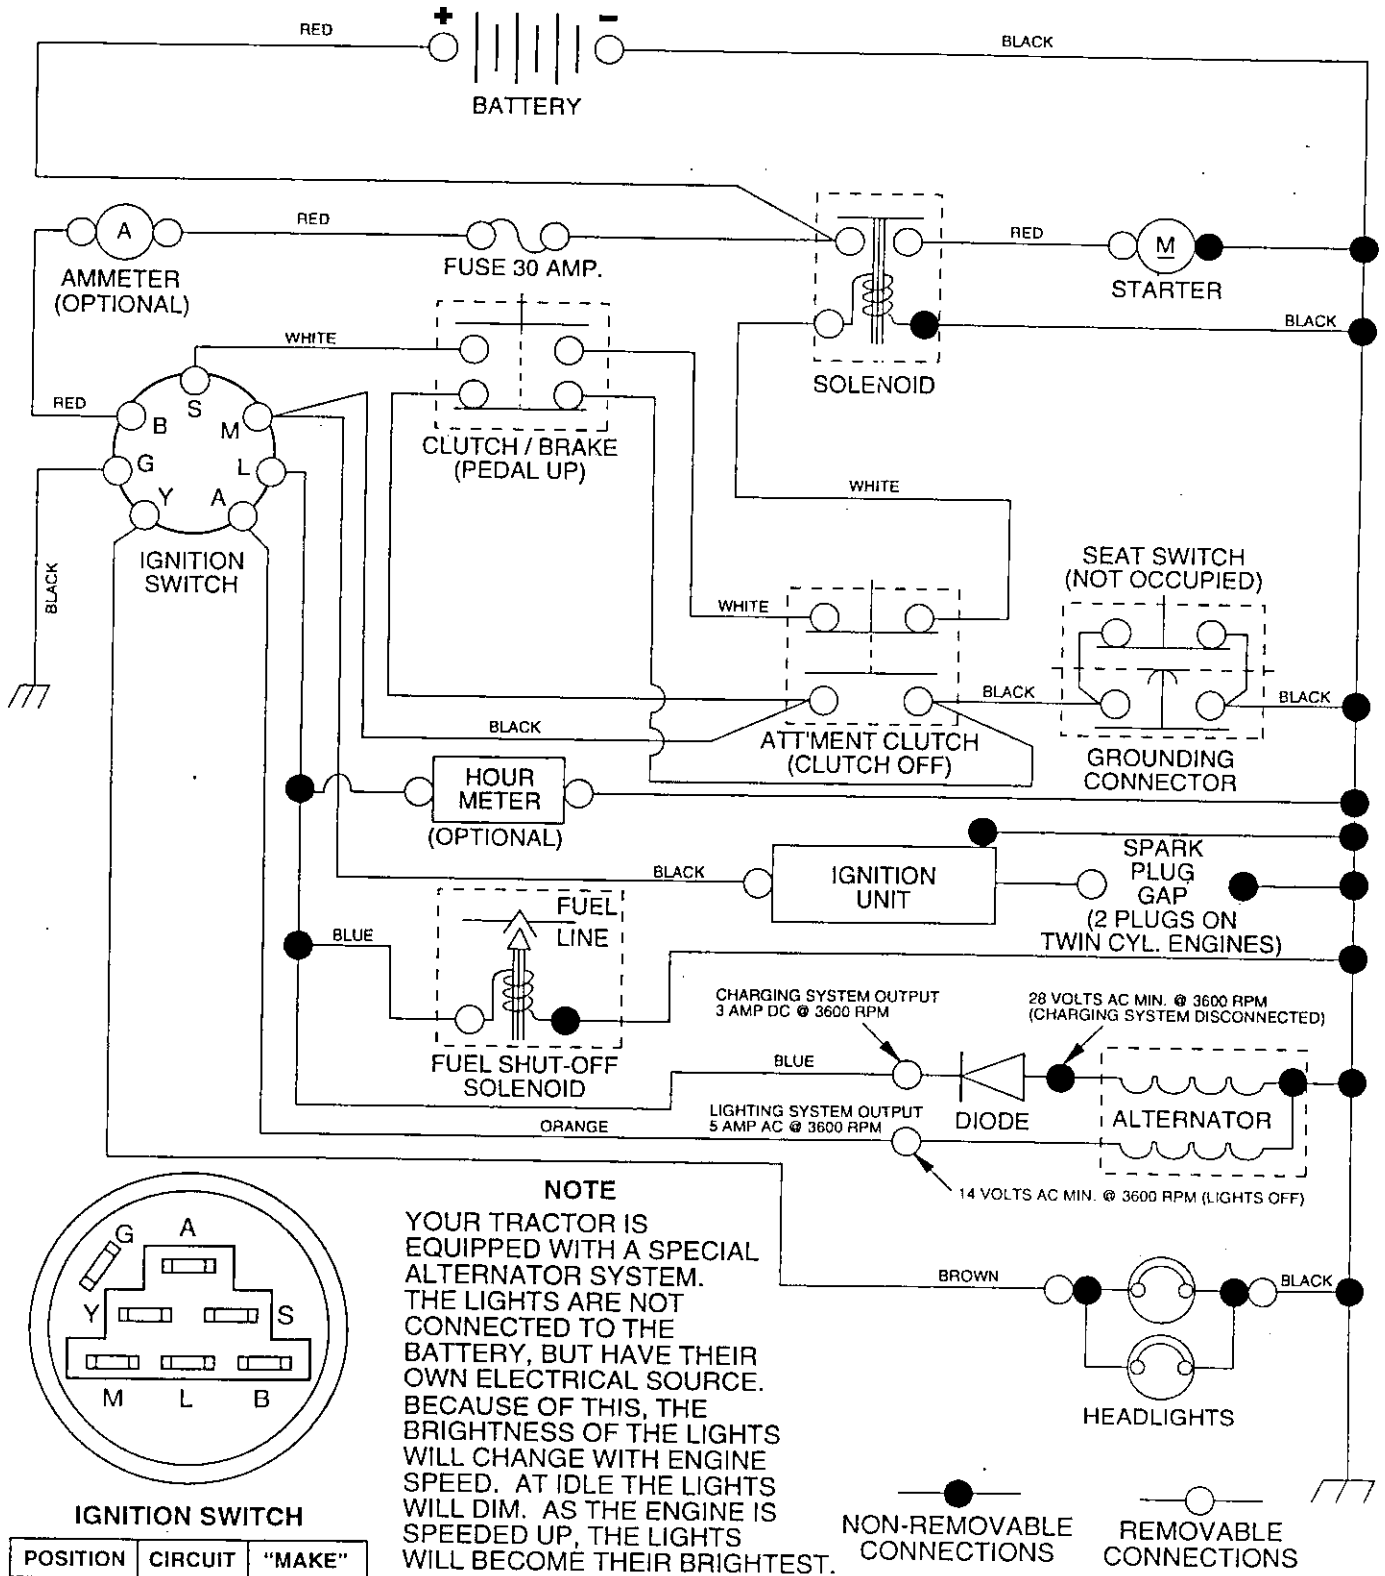 + -
RED
BLACK
BATTERY
A
RED
RED
M
AMMETER
(OPTIONAL)
FUSE 30 AMP.
STARTER
WHITE
BLACK
SOLENOID
RED
S
B
M
G
L
Y
A
CLUTCH / BRAKE
(PEDAL UP)
WHITE
IGNITION
SWITCH
BLACK
SEAT SWITCH
(NOT OCCUPIED)
WHITE
BLACK
BLACK
BLACK
ATT'MENT CLUTCH
(CLUTCH OFF)
GROUNDING
CONNECTOR
HOUR
METER
(OPTIONAL)
BLACK
IGNITION
UNIT
SPARK
PLUG
GAP
(2 PLUGS ON
TWIN CYL. ENGINES)
FUEL
LINE
BLUE
FUEL SHUT-OFF
SOLENOID
CHARGING SYSTEM OUTPUT
3 AMP DC @ 3600 RPM
28 VOLTS AC MIN. @ 3600 RPM
(CHARGING SYSTEM DISCONNECTED)
BLUE
DIODE
ALTERNATOR
LIGHTING SYSTEM OUTPUT
5 AMP AC @ 3600 RPM
ORANGE
14 VOLTS AC MIN. @ 3600 RPM (LIGHTS OFF)
BROWN
BLACK
HEADLIGHTS
G
A
Y
S
M
L
B
IGNITION SWITCH
POSITION CIRCUIT "MAKE"
NOTE
YOUR TRACTOR IS
EQUIPPED WITH A SPECIAL
ALTERNATOR SYSTEM.
THE LIGHTS ARE NOT
CONNECTED TO THE
BATTERY, BUT HAVE THEIR
OWN ELECTRICAL SOURCE.
BECAUSE OF THIS, THE
BRIGHTNESS OF THE LIGHTS
WILL CHANGE WITH ENGINE
SPEED. AT IDLE THE LIGHTS
WILL DIM. AS THE ENGINE IS
SPEEDED UP, THE LIGHTS
WILL BECOME THEIR BRIGHTEST.
NON-REMOVABLE
CONNECTIONS
REMOVABLE
CONNECTIONS